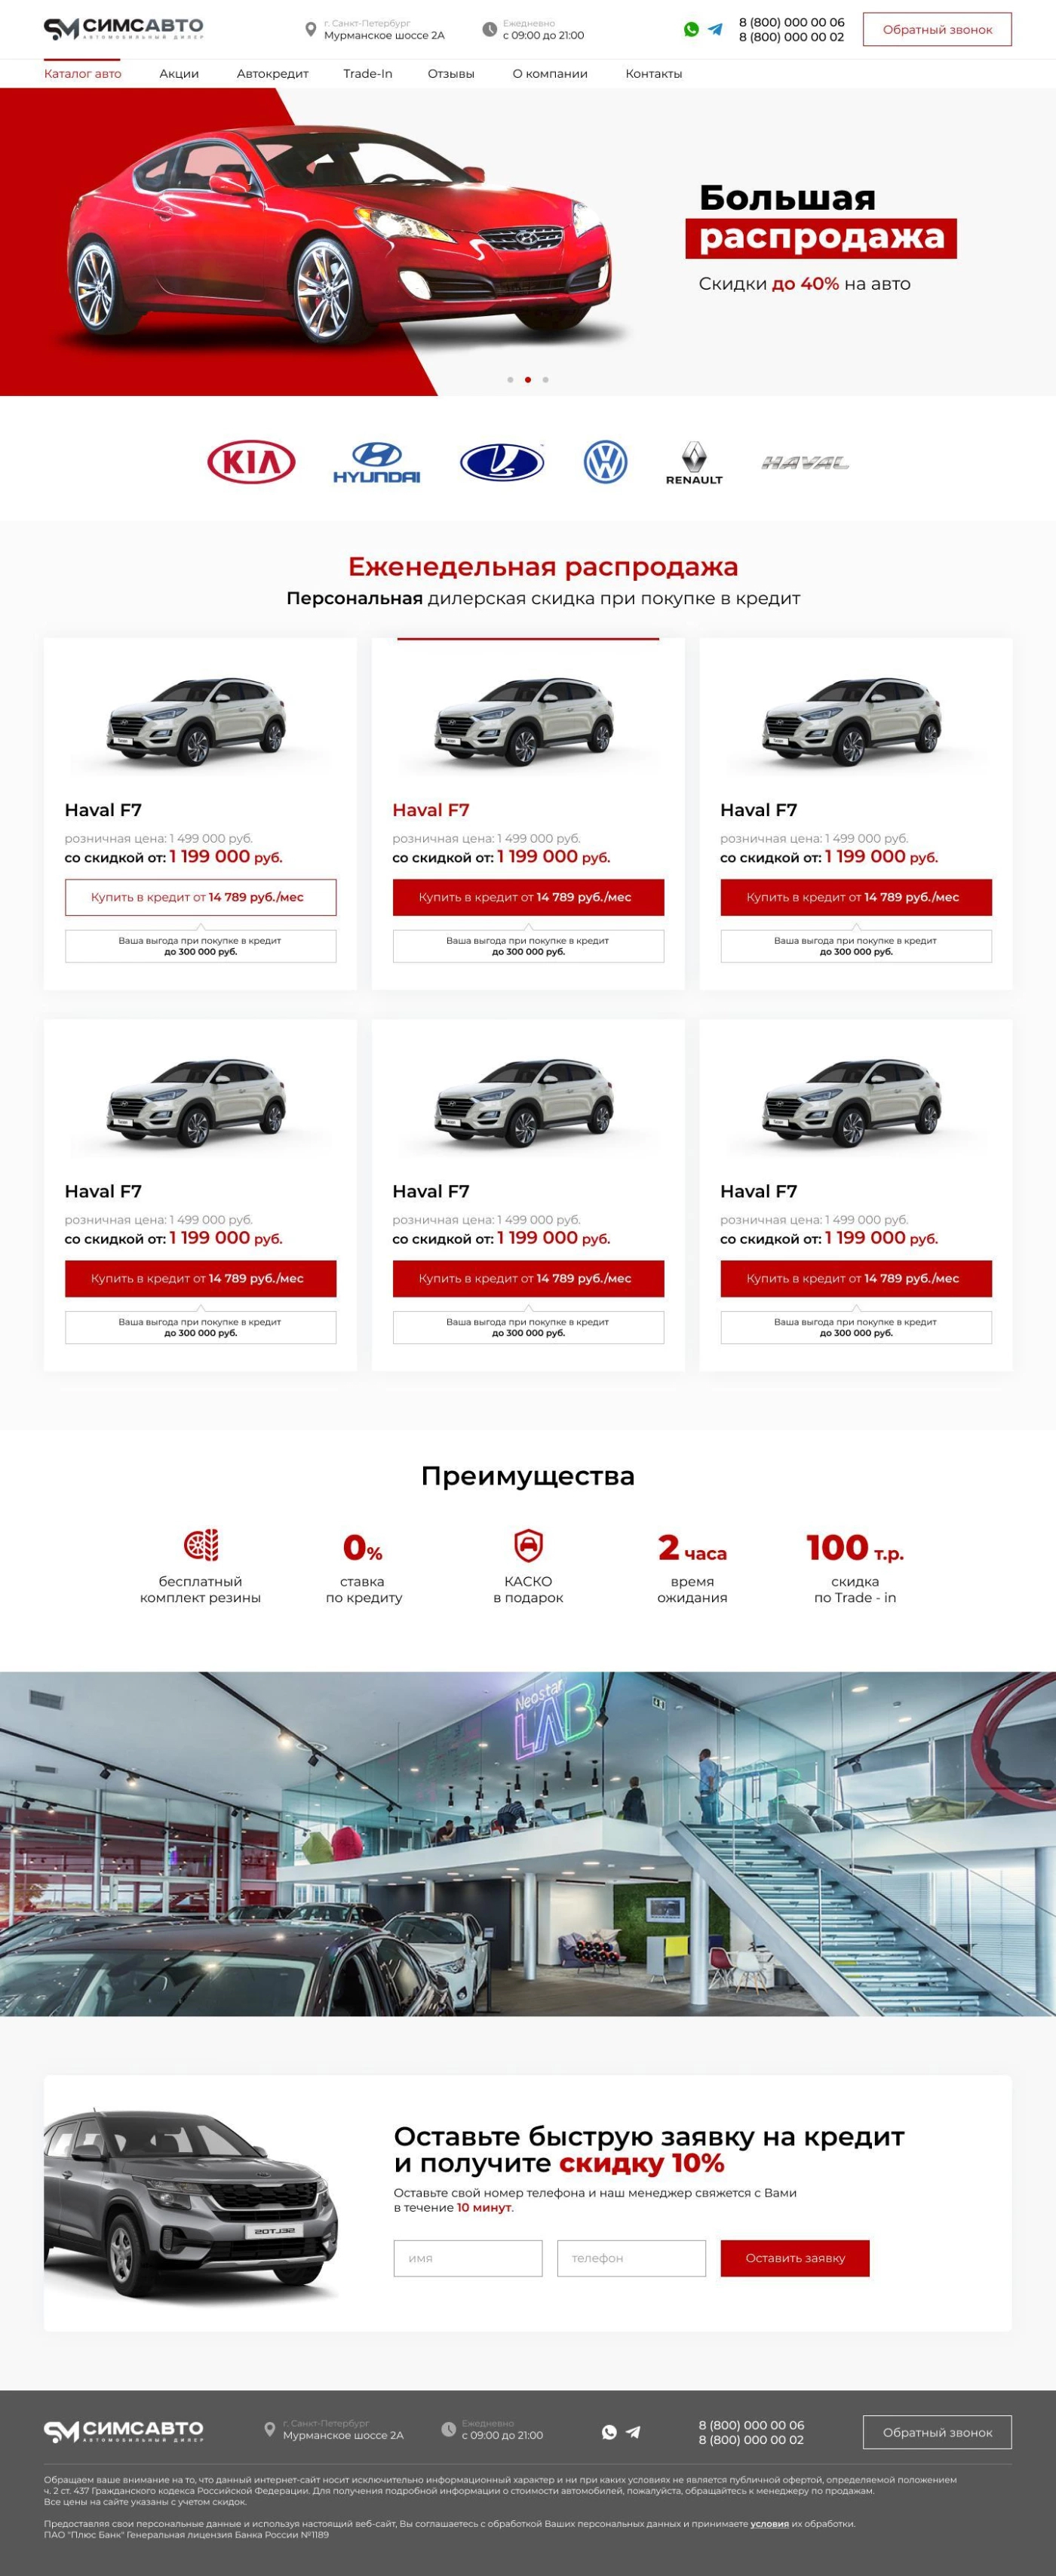 СИМСАВТО
АВТОМОБИЛЬНЫЙ ДИЛЕР
г. Санкт-Петербург
Мурманское шоссе 2А
Ежедневно
с 09:00 до 21:00
8 (800) 000 00 06
8 (800) 000 00 02
Обратный звонок
Каталог авто Акции Автокредит Trade-In Отзывы О компании Контакты
Большая
распродажа
Скидки до 40% на авто
KIA HYUNDAI RENAULT HAVAL
Еженедельная распродажа
Персональная дилерская скидка при покупке в кредит
Haval F7
розничная цена: 1 499 000 руб.
со скидкой от: 1 199 000 руб.
Купить в кредит от 14 789 руб./мес
Ваша выгода при покупке в кредит
до 300 000 руб.
Haval F7
розничная цена: 1 499 000 руб.
со скидкой от: 1 199 000 руб.
Купить в кредит от 14 789 руб./мес
Ваша выгода при покупке в кредит
до 300 000 руб.
Haval F7
розничная цена: 1 499 000 руб.
со скидкой от: 1 199 000 руб.
Купить в кредит от 14 789 руб./мес
Ваша выгода при покупке в кредит
до 300 000 руб.
Haval F7
розничная цена: 1 499 000 руб.
со скидкой от: 1 199 000 руб.
Купить в кредит от 14 789 руб./мес
Ваша выгода при покупке в кредит
до 300 000 руб.
Haval F7
розничная цена: 1 499 000 руб.
со скидкой от: 1 199 000 руб.
Купить в кредит от 14 789 руб./мес
Ваша выгода при покупке в кредит
до 300 000 руб.
Haval F7
розничная цена: 1 499 000 руб.
со скидкой от: 1 199 000 руб.
Купить в кредит от 14 789 руб./мес
Ваша выгода при покупке в кредит
до 300 000 руб.
Преимущества
бесплатный
комплект резины
0%
ставка
по кредиту
КАСКО
в подарок
2 часа
время
ожидания
100 т.р.
скидка
по Trade - in
Neostar
LAB
Оставьте быструю заявку на кредит
и получите скидку 10%
Оставьте свой номер телефона и наш менеджер свяжется с Вами
в течение 10 минут.
имя
телефон
Оставить заявку
СИМСАВТО
АВТОМОБИЛЬНЫЙ ДИЛЕР
г. Санкт-Петербург
Мурманское шоссе 2А
Ежедневно
с 09:00 до 21:00
8 (800) 000 00 06
8 (800) 000 00 02
Обратный звонок
Обращаем ваше внимание на то, что данный интернет-сайт носит исключительно информационный характер и ни при каких условиях не является публичной офертой, определяемой положением
ч. 2 ст. 437 Гражданского кодекса Российской Федерации. Для получения подробной информации о стоимости автомобилей, пожалуйста, обращайтесь к менеджеру по продажам.
Все цены на сайте указаны с учетом скидок.
Предоставляя свои персональные данные и используя настоящий веб-сайт, Вы соглашаетесь с обработкой Ваших персональных данных и принимаете условия их обработки.
ПАО "Плюс Банк" Генеральная лицензия Банка России №1189